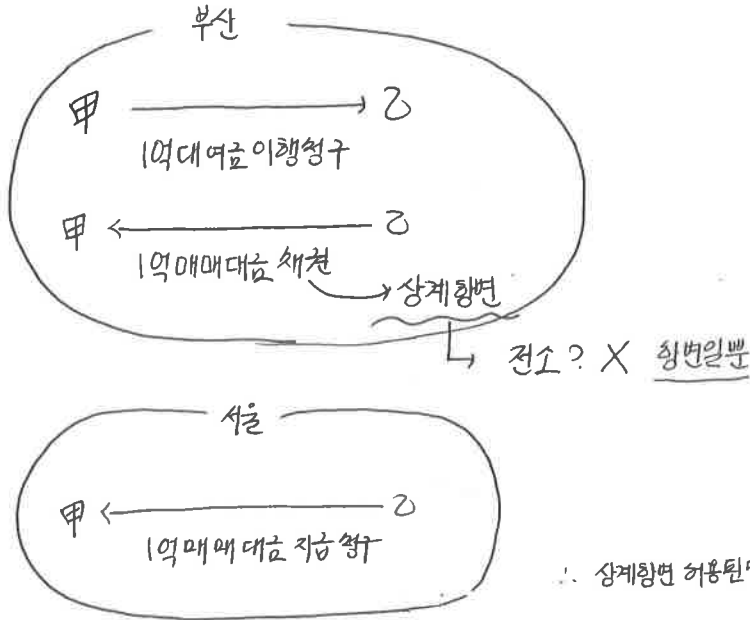 부산
甲 → 乙
1억대여금이행청구
甲 ← 乙
1억매매대금 채권
→ 상계항변
↳ 전소? X 항변일뿐
서울
甲 ← 乙
1억매매대금 지급청구
∴ 상계항변 허용된